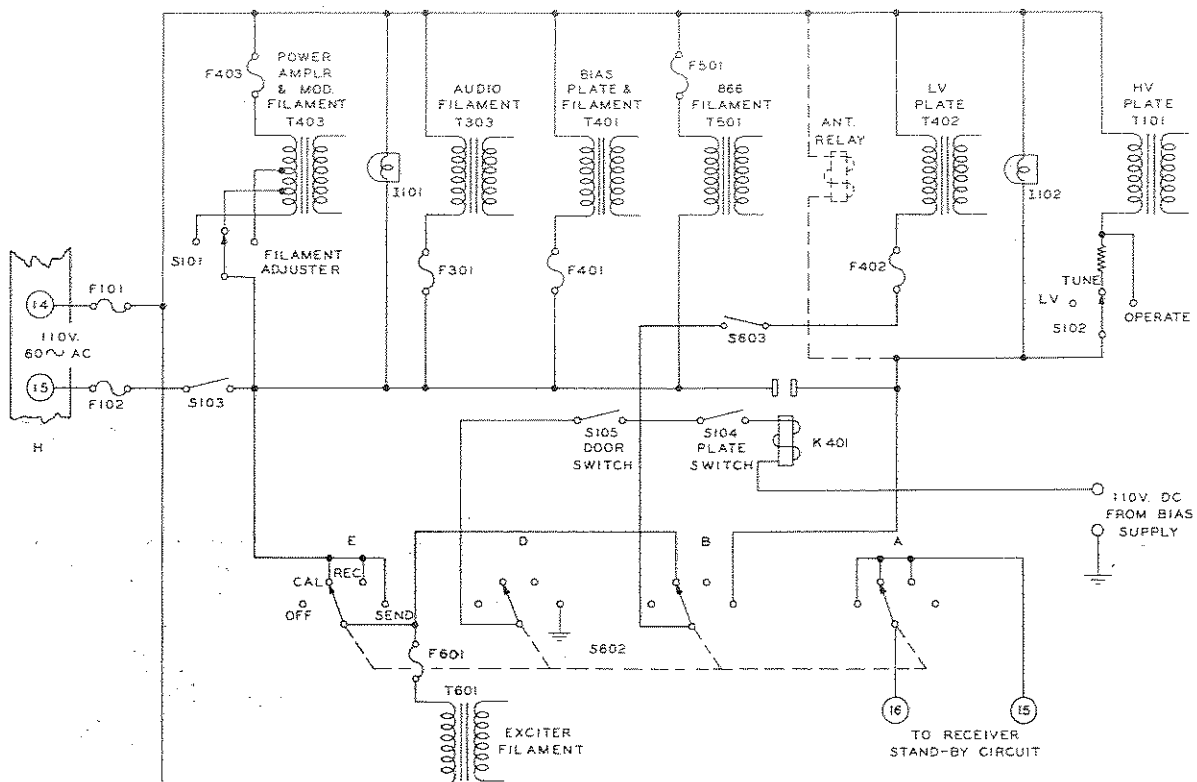 F403
POWER
AMPLR
& MOD.
FILAMENT
T403
I101
AUDIO
FILAMENT
T303
BIAS
PLATE &
FILAMENT
T401
F501
866
FILAMENT
T501
ANT.
RELAY
LV
PLATE
T402
I102
HV
PLATE
T101
S101
FILAMENT
ADJUSTER
F301
F401
F402
TUNE
LV
S102
OPERATE
14
F101
110V.
60~AC
15
F102
S103
H
S603
S105
DOOR
SWITCH
S104
PLATE
SWITCH
K401
110V. DC
FROM BIAS
SUPPLY
E
D
B
A
CAL
REC
OFF
SEND
S602
F601
T601
EXCITER
FILAMENT
16
15
TO RECEIVER
STAND-BY CIRCUIT